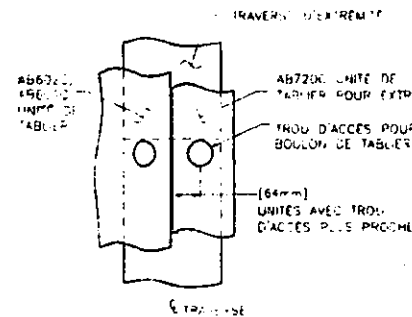 TRAVERSE D'EXTRÉMITÉ
UNITÉ DE
TABLIER
AB7200 UNITÉ DE
TABLIER POUR EXTR
TROU D'ACCÈS POUR
BOULON DE TABLIER
[64mm]
UNITÉS AVEC TROU
D'ACCÈS PLUS PROCHE
℄ TRAVERSE